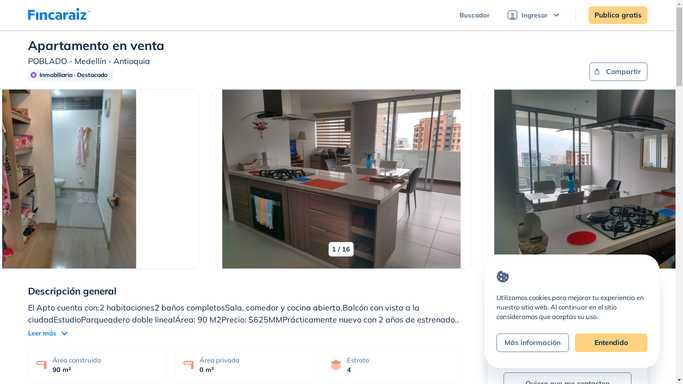 Fincaraiz
Buscador
Ingresar
Publica gratis
Apartamento en venta
POBLADO - Medellín - Antioquia
Inmobiliaria - Destacado
Compartir
1 / 16
Descripción general
El Apto cuenta con:2 habitaciones2 baños completosSala, comedor y cocina abierta.Balcón con vista a la
ciudadEstudioParqueadero doble linealÁrea: 90 M2Precio: $625MMPrácticamente nuevo con 2 años de estrenado..
Leer más
Área construida
90 m²
Área privada
0 m²
Estrato
4
Utilizamos cookies para mejorar tu experiencia en
nuestro sitio web. Al continuar en el sitio
consideramos que aceptas su uso.
Más información
Entendido
Quiero que me contacten